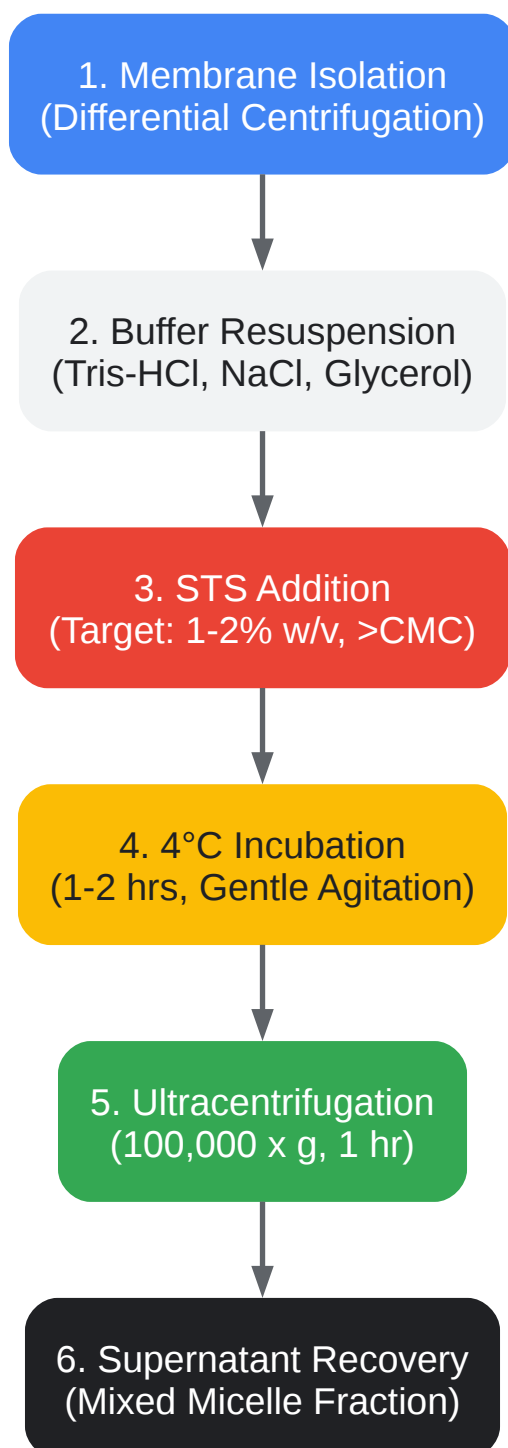 1. Membrane Isolation
(Differential Centrifugation)
2. Buffer Resuspension
(Tris-HCl, NaCl, Glycerol)
3. STS Addition
(Target: 1-2% w/v, >CMC)
4. 4°C Incubation
(1-2 hrs, Gentle Agitation)
5. Ultracentrifugation
(100,000 x g, 1 hr)
6. Supernatant Recovery
(Mixed Micelle Fraction)